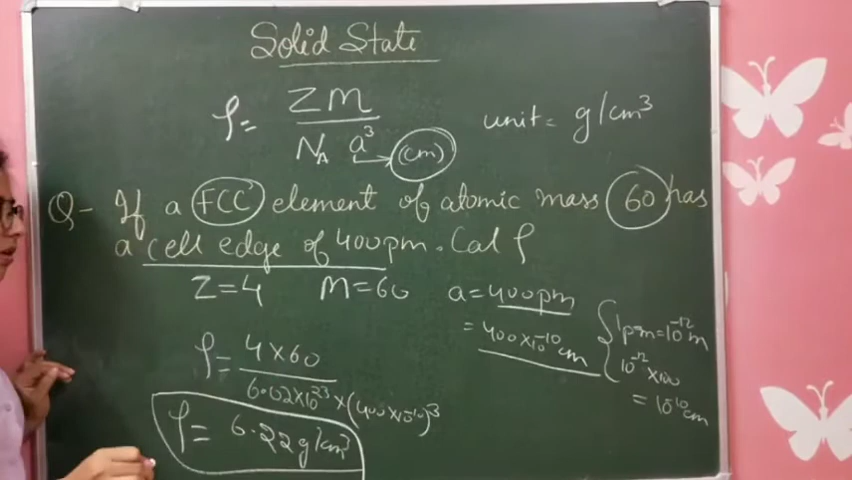 Solid State
ρ = ZM / N_A a³ → (cm) unit = g/cm³
Q- If a FCC element of atomic mass 60 has
a cell edge of 400pm. Cal ρ
Z=4 M=60 a=400pm
= 400×10⁻¹⁰ cm
1pm = 10⁻¹² m
10⁻¹² × 100
= 10⁻¹⁰ cm
ρ = 4×60 / 6.02×10²³ × (400×10⁻¹⁰)³
ρ = 6.22 g/cm³